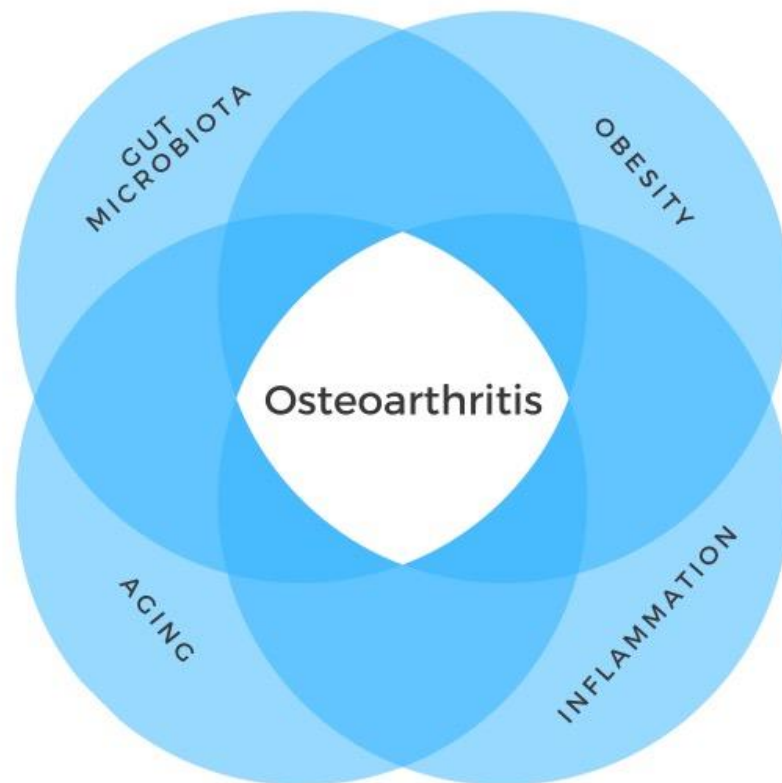 GUT
MICROBIOTA
OBESITY
Osteoarthritis
AGING
INFLAMMATION